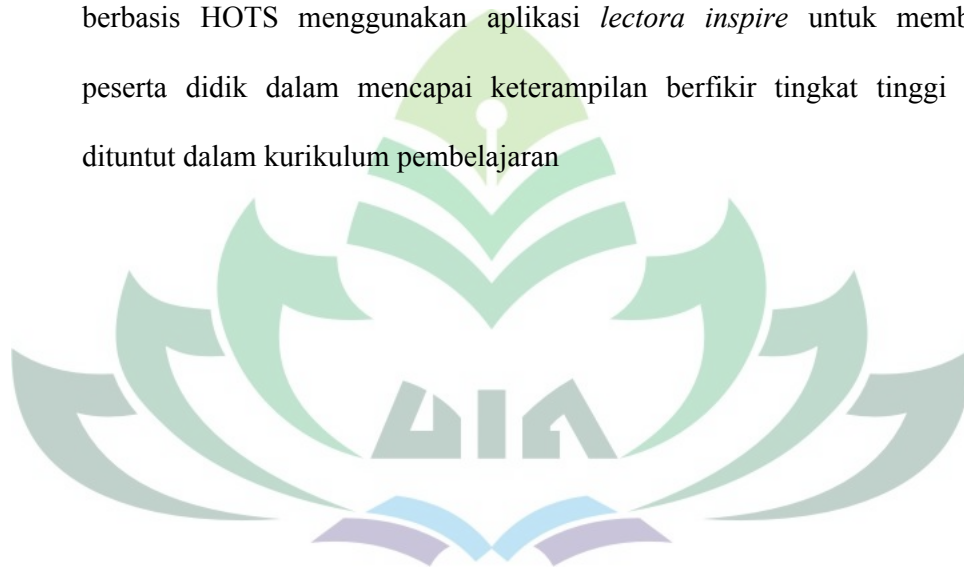 berbasis HOTS menggunakan aplikasi lectora inspire untuk
peserta didik dalam mencapai keterampilan berfikir tingkat tinggi
dituntut dalam kurikulum pembelajaran
UIN